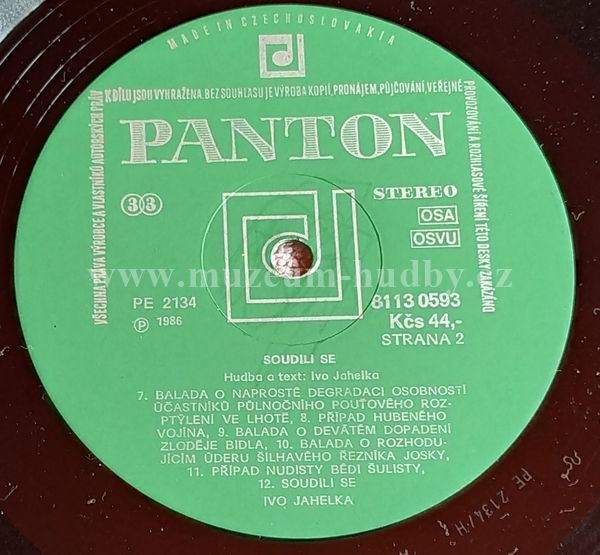 MADE IN CZECHOSLOVAKIA
VŠECHNA PRÁVA VÝROBCE A VLASTNÍKŮ AUTORSKÝCH PRÁV
K DÍLU JSOU VYHRAŽENA. BEZ SOUHLASU JE VÝROBA KOPIÍ, PRONÁJEM, PŮJČOVÁNÍ, VEŘEJNÉ
PROVOZOVÁNÍ A ROZHLASOVÉ ŠÍŘENÍ TÉTO DESKY ZAKÁZÁNO
PANTON
33
STEREO
OSA
OSVU
www.muzeum-hudby.cz
PE 2134
8113 0593
Ⓟ 1986
Kčs 44,-
STRANA 2
SOUDILI SE
Hudba a text: Ivo Jahelka
7. BALADA O NAPROSTÉ DEGRADACI OSOBNOSTÍ
ÚČASTNÍKŮ PŮLNOČNÍHO POUŤOVÉHO ROZ-
PTÝLENÍ VE LHOTĚ, 8. PŘÍPAD HUBENÉHO
VOJÍNA, 9. BALADA O DEVÁTÉM DOPADENÍ
ZLODĚJE BIDLA, 10. BALADA O ROZHODU-
JÍCÍM ÚDERU ŠILHAVÉHO ŘEZNÍKA JOSKY,
11. PŘÍPAD NUDISTY BÉDI ŠULISTY,
12. SOUDILI SE
IVO JAHELKA